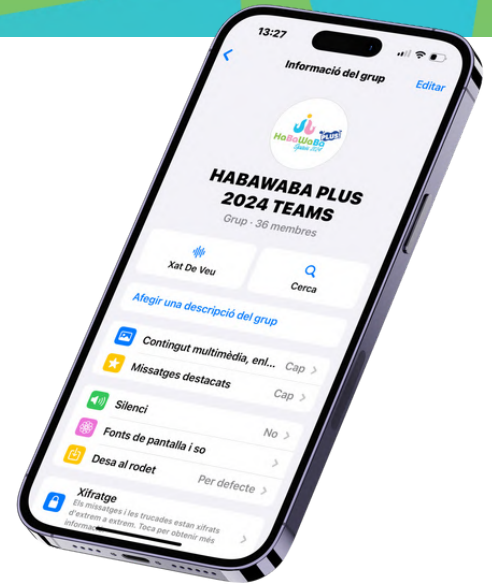 13:27
Informació del grup
Editar
HaBaWaBa
PLUS!
HABAWABA PLUS
2024 TEAMS
Grup · 36 membres
Xat De Veu
Cerca
Afegir una descripció del grup
Contingut multimèdia, enl... Cap
Missatges destacats Cap
Silenci No
Fonts de pantalla i so
Desa al rodet Per defecte
Xifratge
Els missatges i les trucades estan xifrats
d'extrem a extrem. Toca per obtenir més